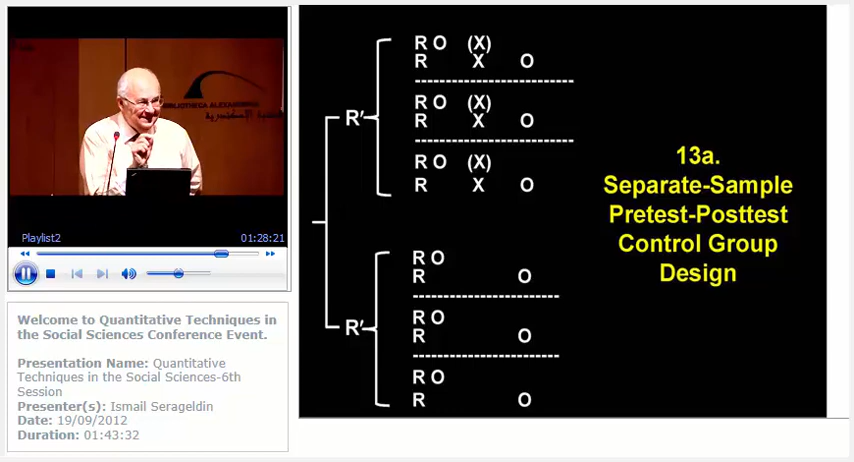 BIBLIOTHECA ALEXANDRINA
Playlist2 01:28:21
Welcome to Quantitative Techniques in
the Social Sciences Conference Event.
Presentation Name: Quantitative
Techniques in the Social Sciences-6th
Session
Presenter(s): Ismail Serageldin
Date: 19/09/2012
Duration: 01:43:32
R O (X)
R X O
R O (X)
R′ R X O
R O (X)
R X O
R O
R O
R O
R′ R O
R O
R O
13a.
Separate-Sample
Pretest-Posttest
Control Group
Design